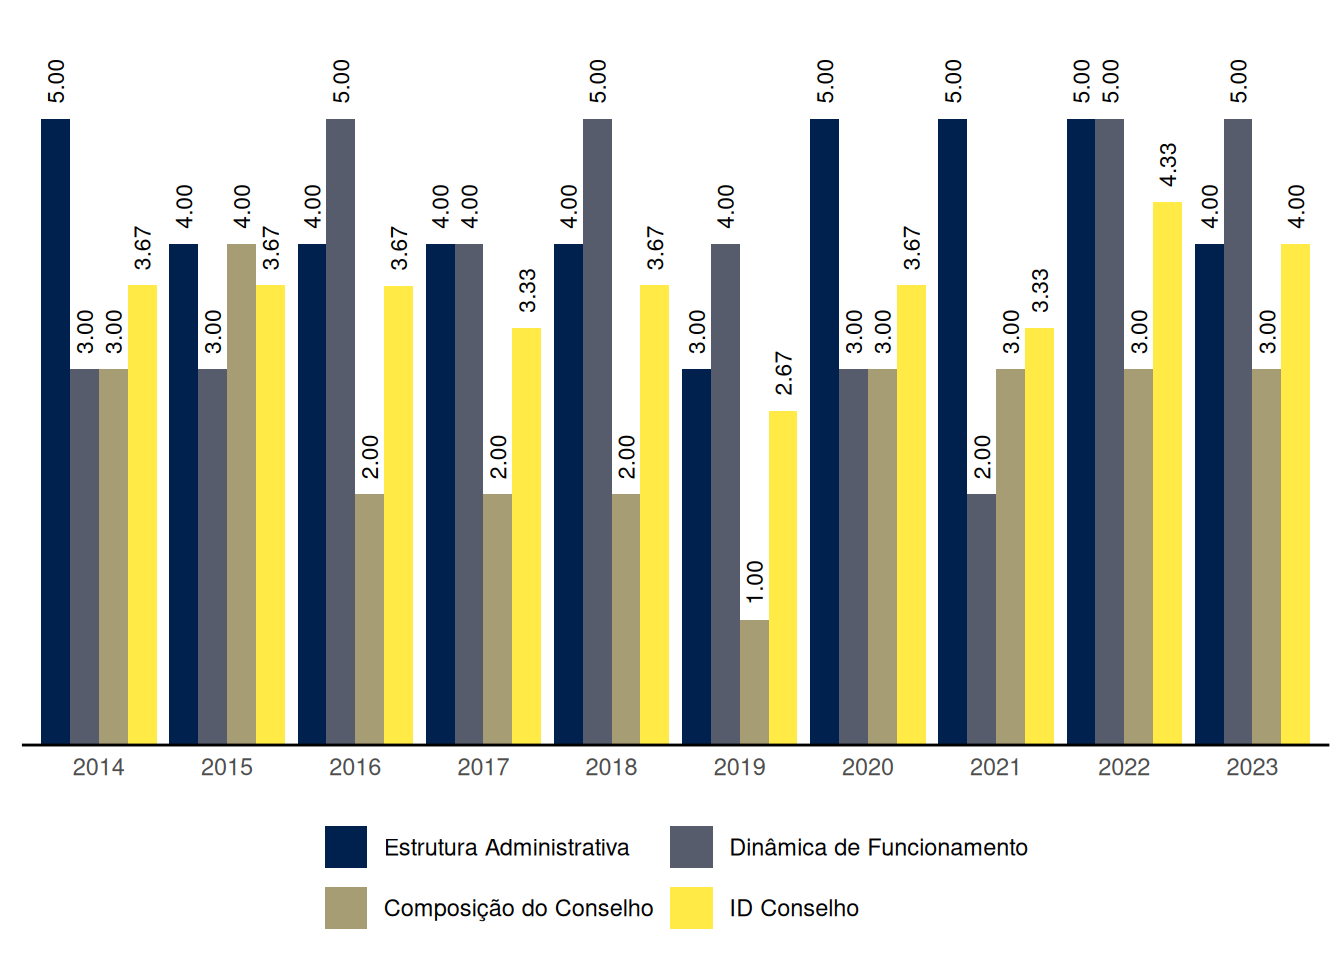 5.00 3.00 3.00 3.67
4.00 3.00 4.00 3.67
4.00 5.00 2.00 3.67
4.00 4.00 2.00 3.33
4.00 5.00 2.00 3.67
3.00 4.00 1.00 2.67
5.00 3.00 3.00 3.67
5.00 2.00 3.00 3.33
5.00 5.00 3.00 4.33
4.00 5.00 3.00 4.00
2014 2015 2016 2017 2018 2019 2020 2021 2022 2023
Estrutura Administrativa Dinâmica de Funcionamento
Composição do Conselho ID Conselho